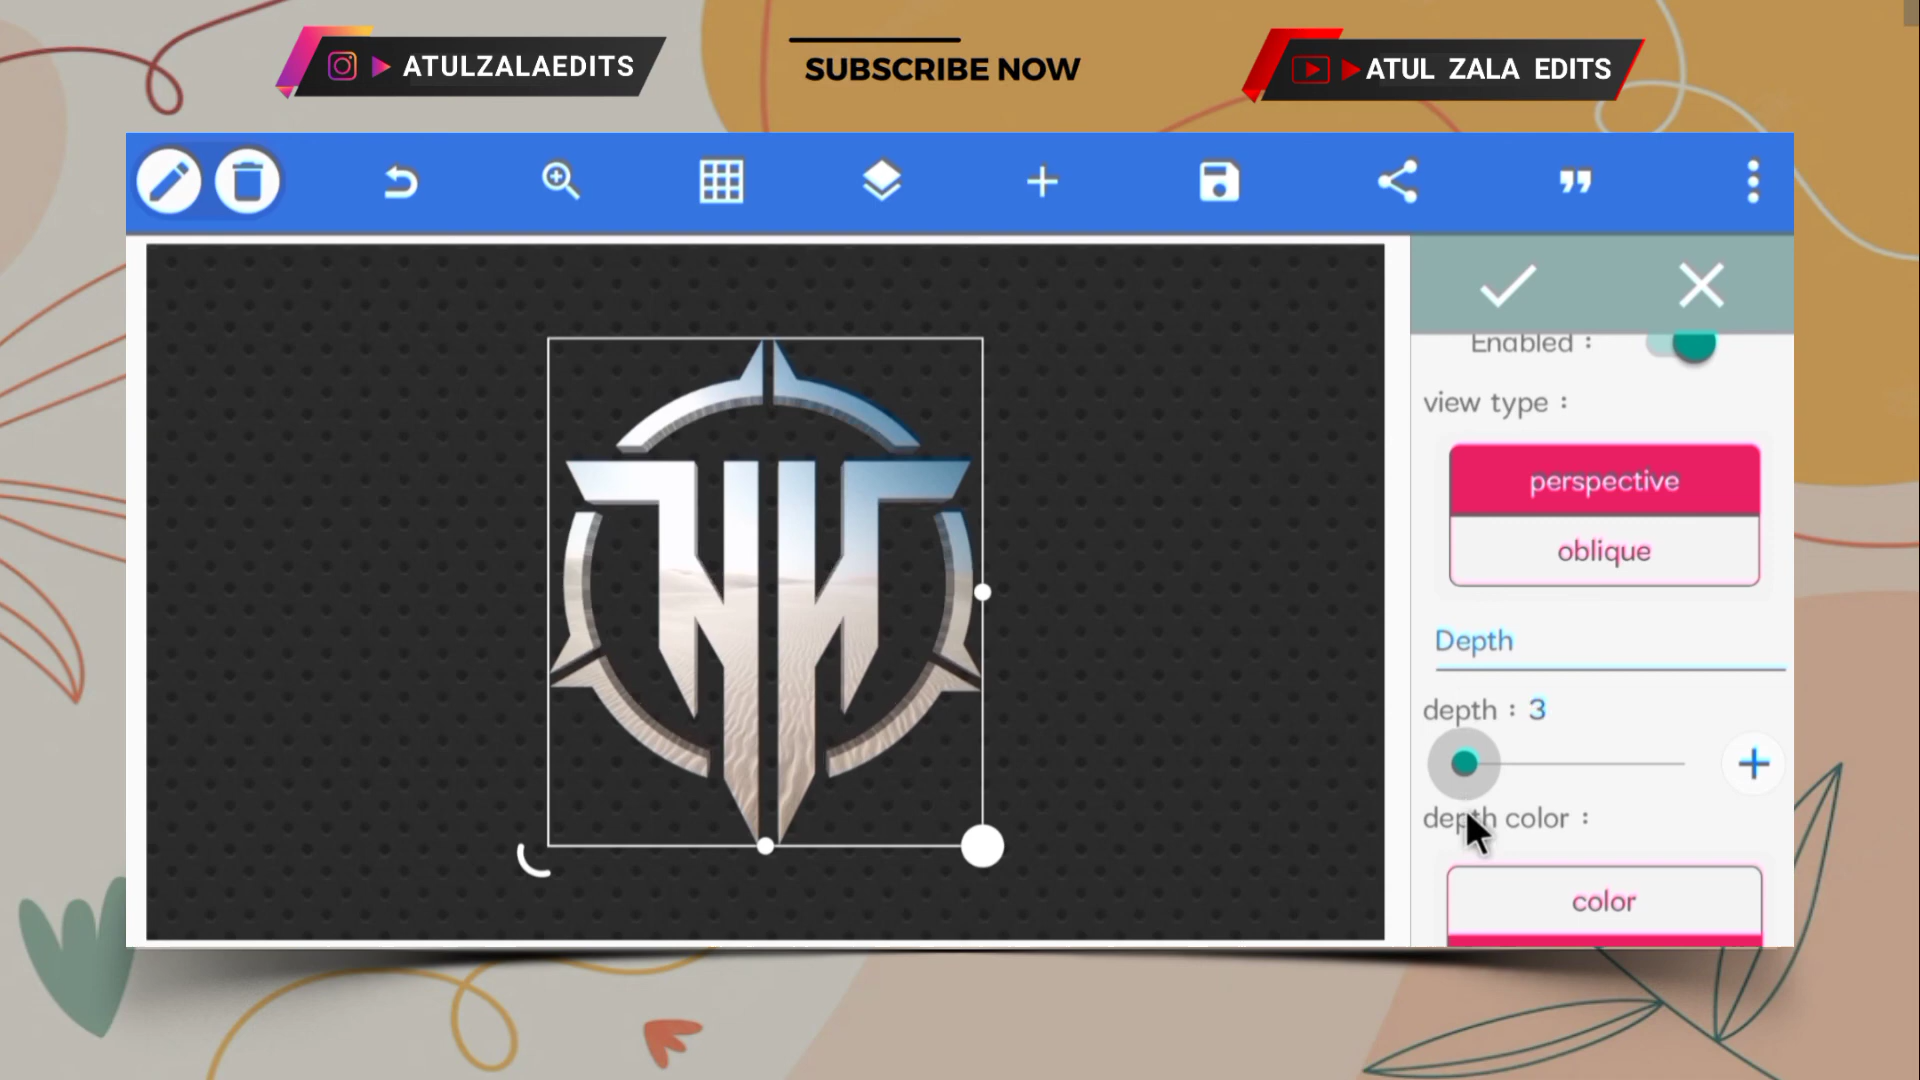 ATULZALAEDITS
SUBSCRIBE NOW
ATUL ZALA EDITS
Enabled :
view type :
perspective
oblique
Depth
depth : 3
depth color :
color